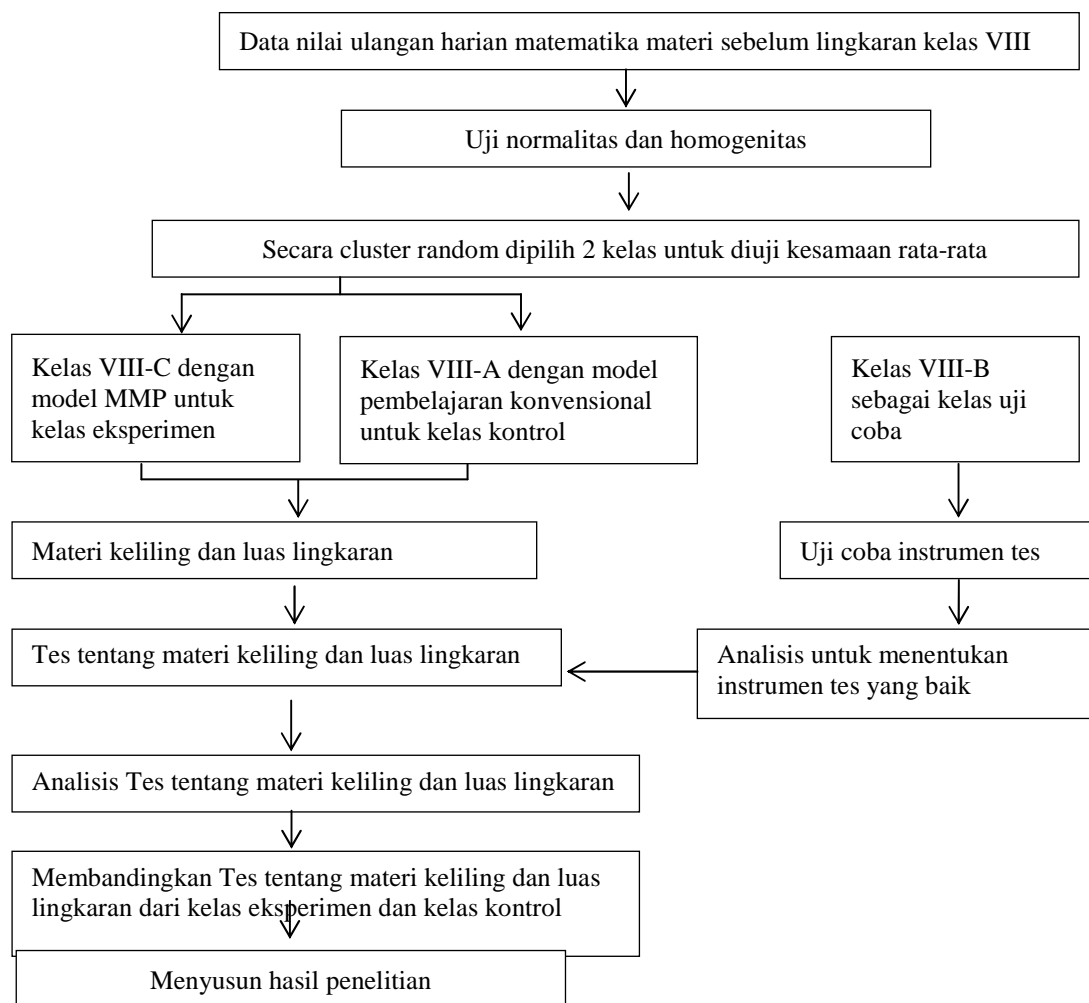 Data nilai ulangan harian matematika materi sebelum lingkaran kelas VIII
Uji normalitas dan homogenitas
Secara cluster random dipilih 2 kelas untuk diuji kesamaan rata-rata
Kelas VIII-C dengan
model MMP untuk
kelas eksperimen
Kelas VIII-A dengan model
pembelajaran konvensional
untuk kelas kontrol
Kelas VIII-B
sebagai kelas uji
coba
Materi keliling dan luas lingkaran
Uji coba instrumen tes
Tes tentang materi keliling dan luas lingkaran
Analisis untuk menentukan
instrumen tes yang baik
Analisis Tes tentang materi keliling dan luas lingkaran
Membandingkan Tes tentang materi keliling dan luas
lingkaran dari kelas eksperimen dan kelas kontrol
Menyusun hasil penelitian